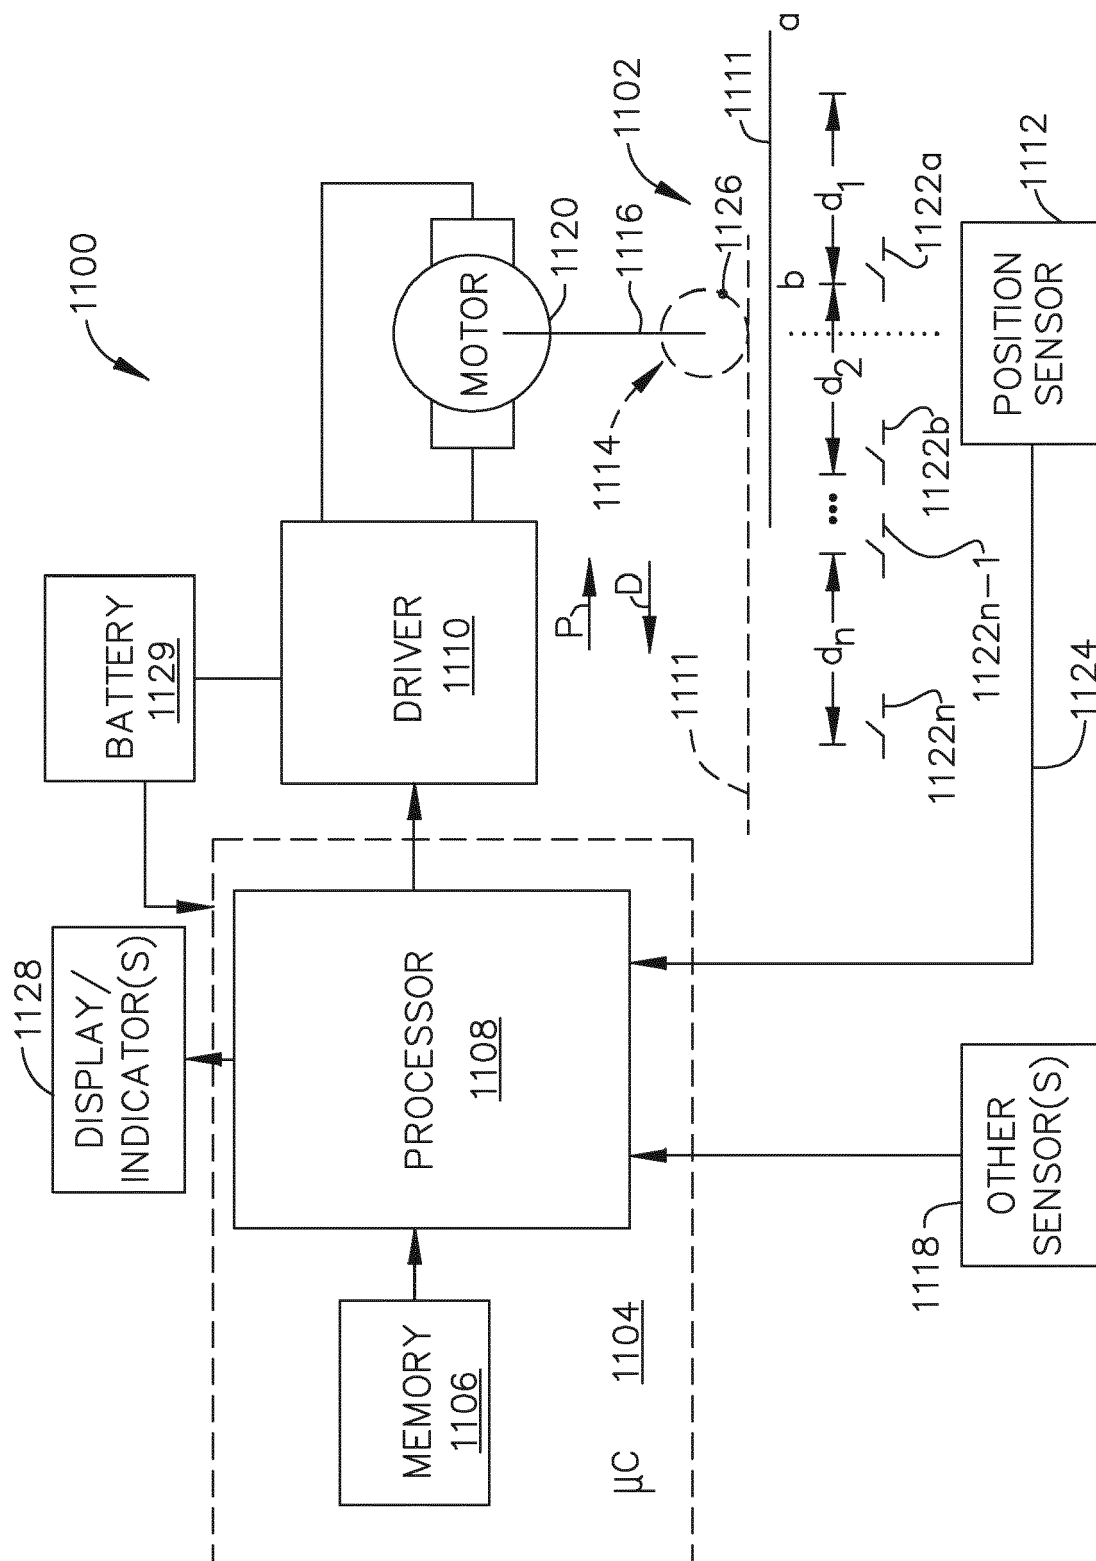 1100
1128
DISPLAY/
INDICATOR(S)
BATTERY
1129
MEMORY
1106
PROCESSOR
1108
DRIVER
1110
MOTOR
1120
1116
1102
1126
1114
P
D
1111
1111
a
b
μC
1104
dn
d2
d1
1122n
1122n-1
1122b
1122a
1118
OTHER
SENSOR(S)
1124
POSITION
SENSOR
1112